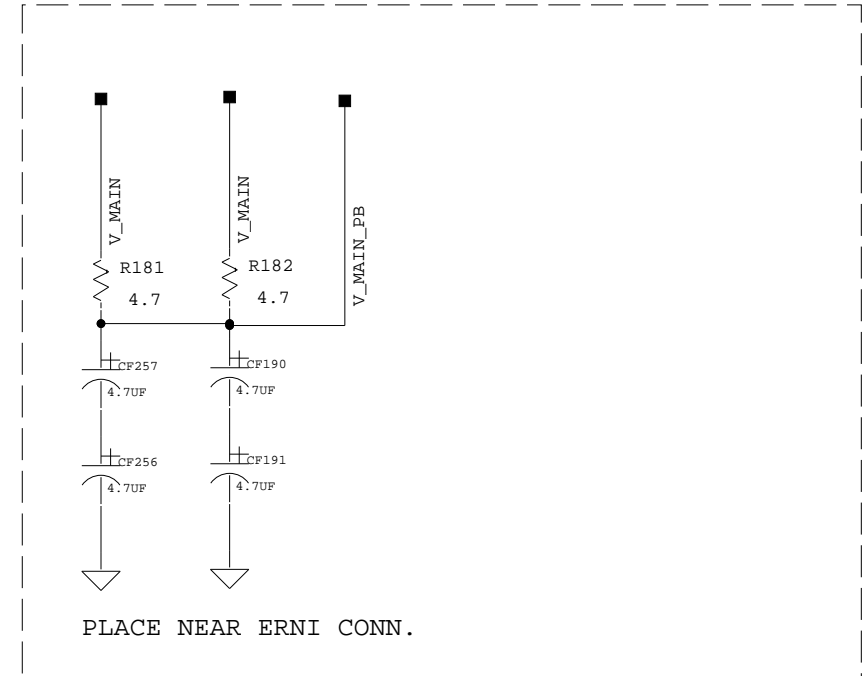 V_MAIN
V_MAIN
V_MAIN_PB
R181
4.7
R182
4.7
CF257
4.7UF
CF190
4.7UF
CF256
4.7UF
CF191
4.7UF
PLACE NEAR ERNI CONN.